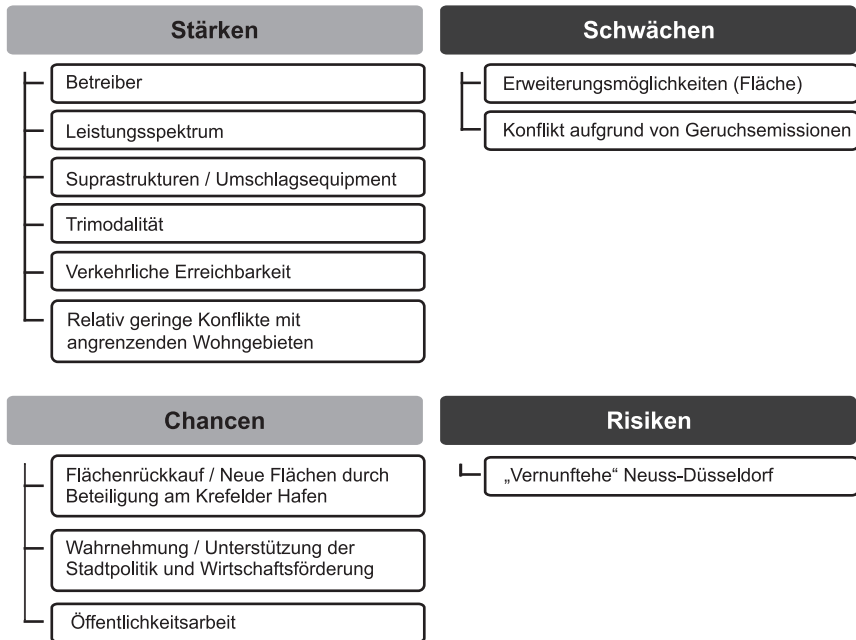 Stärken
Betreiber
Leistungsspektrum
Suprastrukturen / Umschlagsequipment
Trimodalität
Verkehrliche Erreichbarkeit
Relativ geringe Konflikte mit
angrenzenden Wohngebieten
Schwächen
Erweiterungsmöglichkeiten (Fläche)
Konflikt aufgrund von Geruchsemissionen
Chancen
Flächenrückkauf / Neue Flächen durch
Beteiligung am Krefelder Hafen
Wahrnehmung / Unterstützung der
Stadtpolitik und Wirtschaftsförderung
Öffentlichkeitsarbeit
Risiken
„Vernunftehe“ Neuss-Düsseldorf